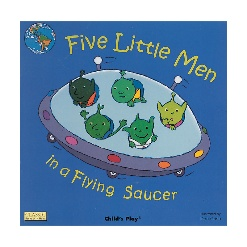 Five Little Men
in a Flying Saucer
Child's Play®